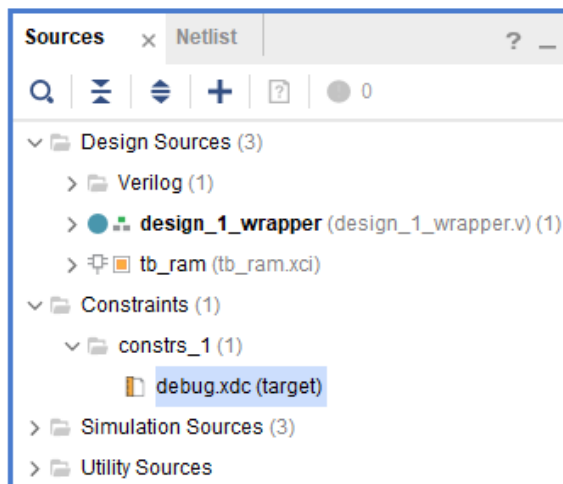 Sources × Netlist ? _
0
Design Sources (3)
Verilog (1)
design_1_wrapper (design_1_wrapper.v) (1)
tb_ram (tb_ram.xci)
Constraints (1)
constrs_1 (1)
debug.xdc (target)
Simulation Sources (3)
Utility Sources